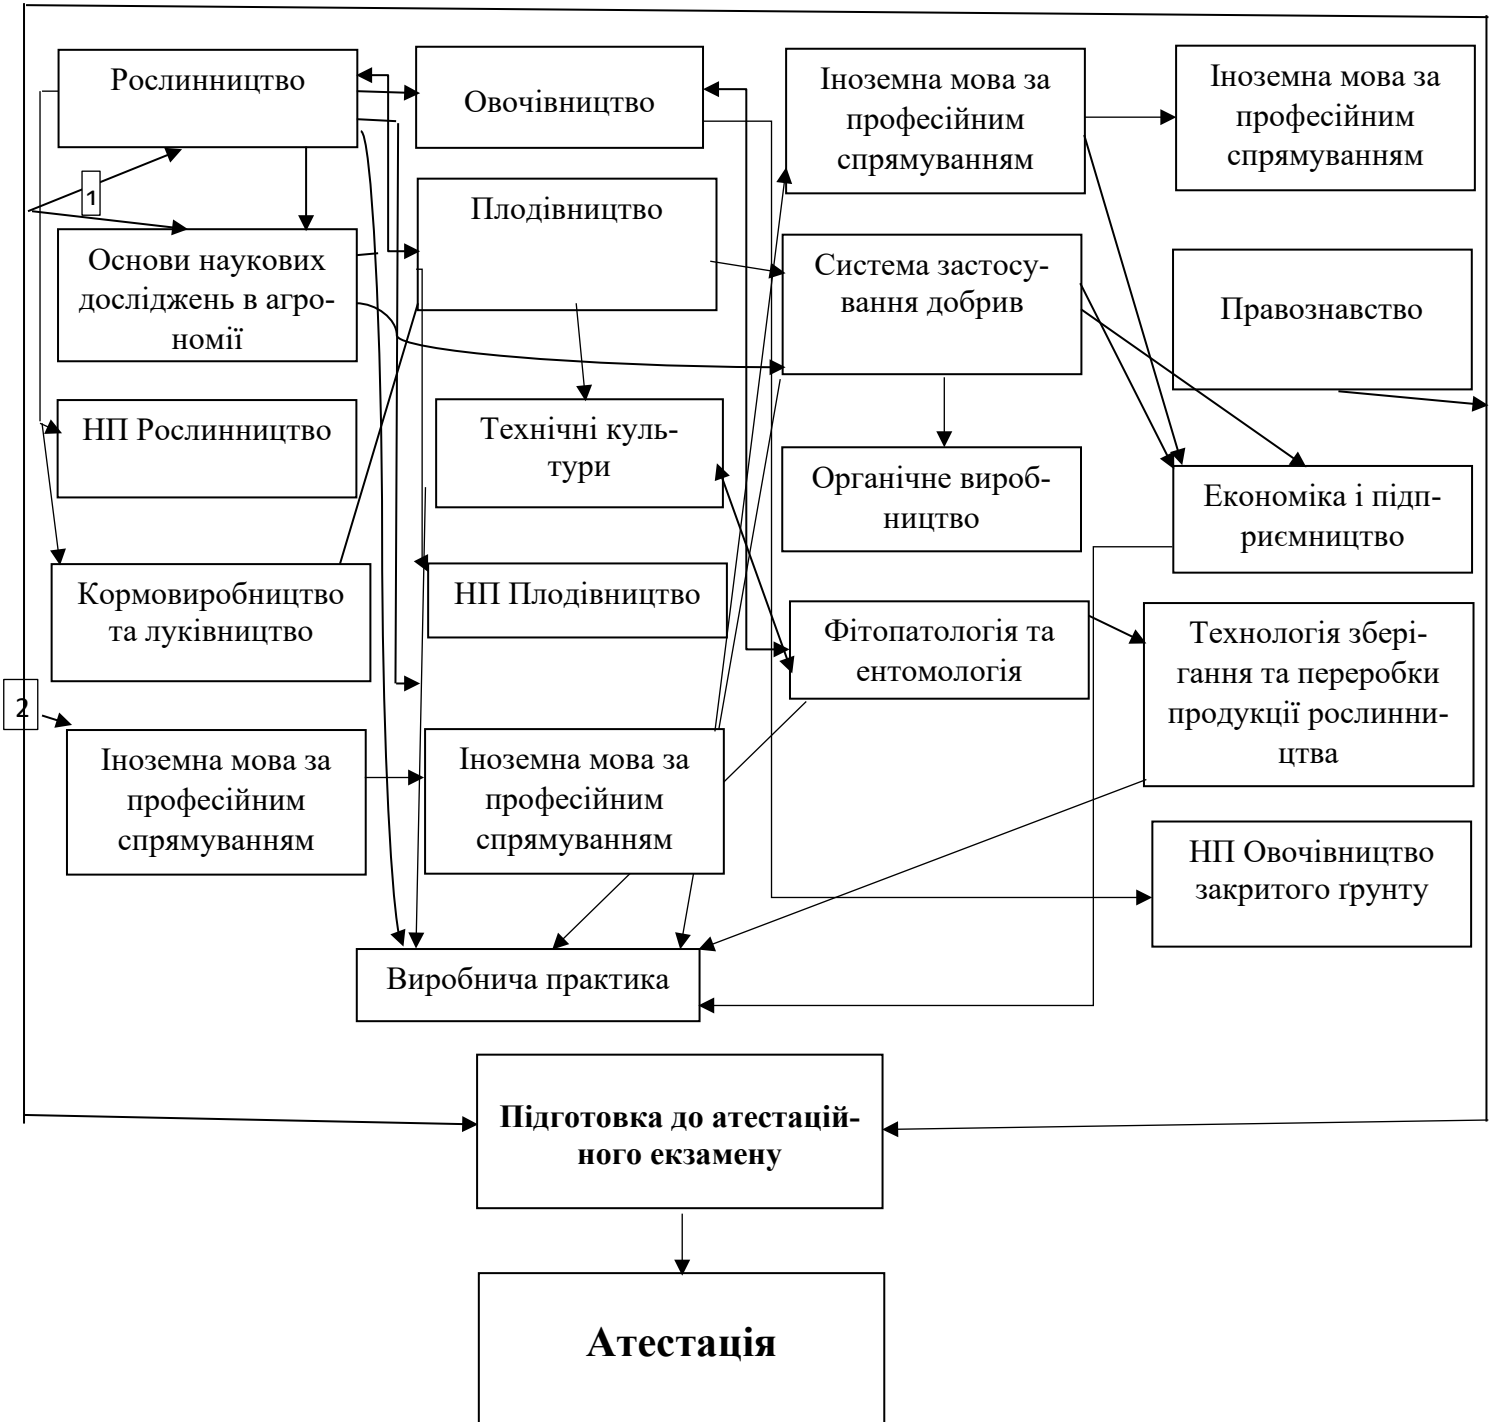 Рослинництво
Овочівництво
Іноземна мова за
професійним
спрямуванням
Іноземна мова за
професійним
спрямуванням
1
Плодівництво
Основи наукових
досліджень в агро-
номії
Система застосу-
вання добрив
Правознавство
НП Рослинництво
Технічні куль-
тури
Органічне вироб-
ництво
Економіка і підп-
риємництво
Кормовиробництво
та луківництво
НП Плодівництво
Фітопатологія та
ентомологія
Технологія збері-
гання та переробки
продукції рослинни-
цтва
2
Іноземна мова за
професійним
спрямуванням
Іноземна мова за
професійним
спрямуванням
НП Овочівництво
закритого ґрунту
Виробнича практика
Підготовка до атестацій-
ного екзамену
Атестація